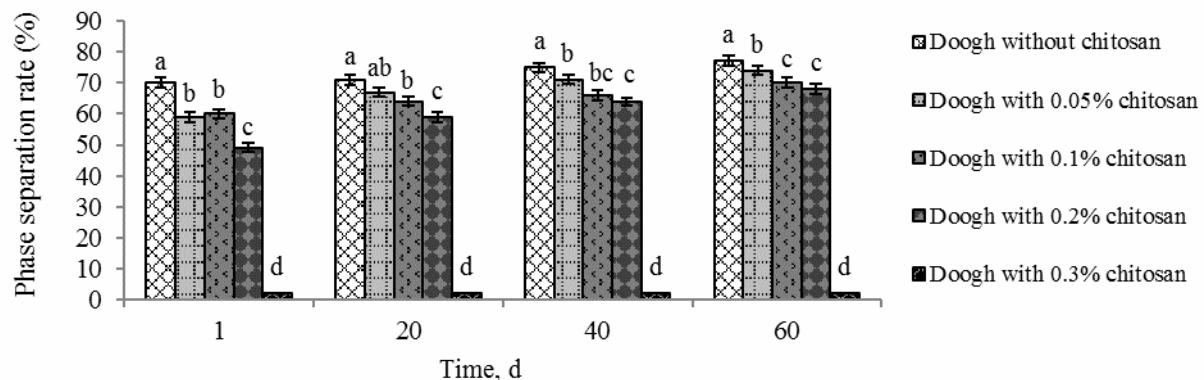 Phase separation rate (%)
90
80
70
60
50
40
30
20
10
0
a
b
b
c
d
a
ab
b
c
d
a
b
bc
c
d
a
b
c
c
d
1
20
40
60
Time, d
Doogh without chitosan
Doogh with 0.05% chitosan
Doogh with 0.1% chitosan
Doogh with 0.2% chitosan
Doogh with 0.3% chitosan